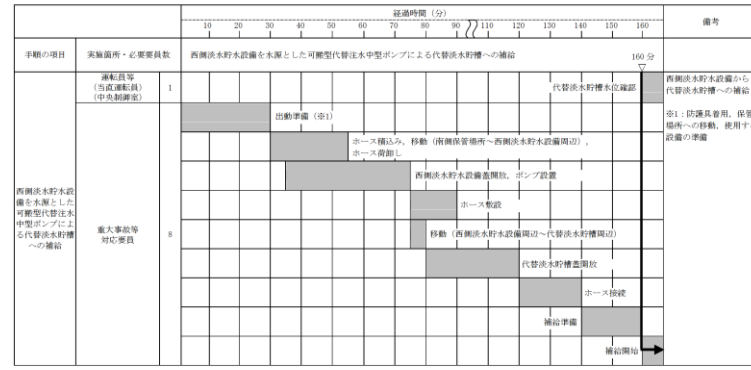 経過時間（分）
備考
10 20 30 40 50 60 70 80 90 100 110 120 130 140 150 160
手順の項目
実施箇所・必要要員数
西側淡水貯水設備を水源とした可搬型代替注水中型ポンプによる代替淡水貯槽への補給
160 分
西側淡水貯水設備を水源とした可搬型代替注水中型ポンプによる代替淡水貯槽への補給
運転員等
（当直運転員）
（中央制御室）
1
代替淡水貯槽水位確認
西側淡水貯水設備から
代替淡水貯槽への補給
※1：防護具着用，保管
場所への移動，使用す
設備の準備
重大事故等
対応要員
8
出動準備（※1）
ホース積込み，移動（南側保管場所～西側淡水貯水設備周辺），
ホース荷卸し
西側淡水貯水設備蓋開放，ポンプ設置
ホース敷設
移動（西側淡水貯水設備周辺～代替淡水貯槽周辺）
代替淡水貯槽蓋開放
ホース接続
補給準備
補給開始